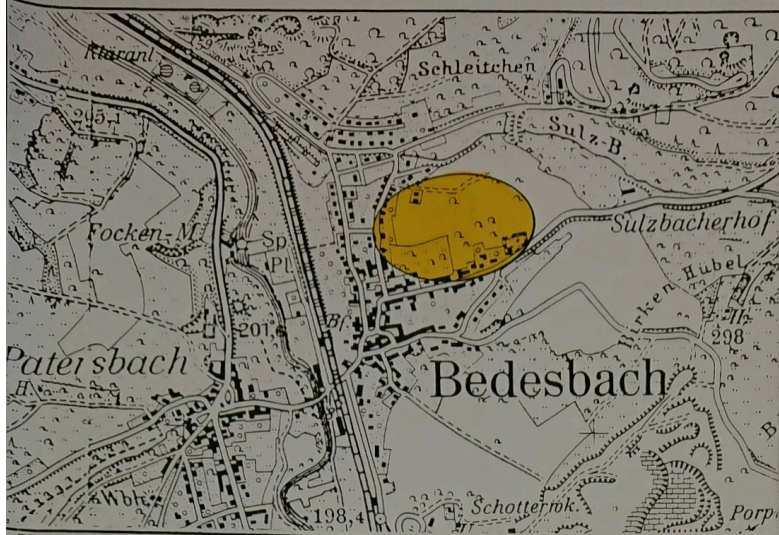 Kläranl.
Schleitchen
295,1
Sulz-B
Focken-M.
Sp
Pl.
Sulzbacherhof
Birken Hübel
201,
Bf.
298
Patersbach
H
Bedesbach
B
Wbh.
198,4
Schotterwk.
Porp